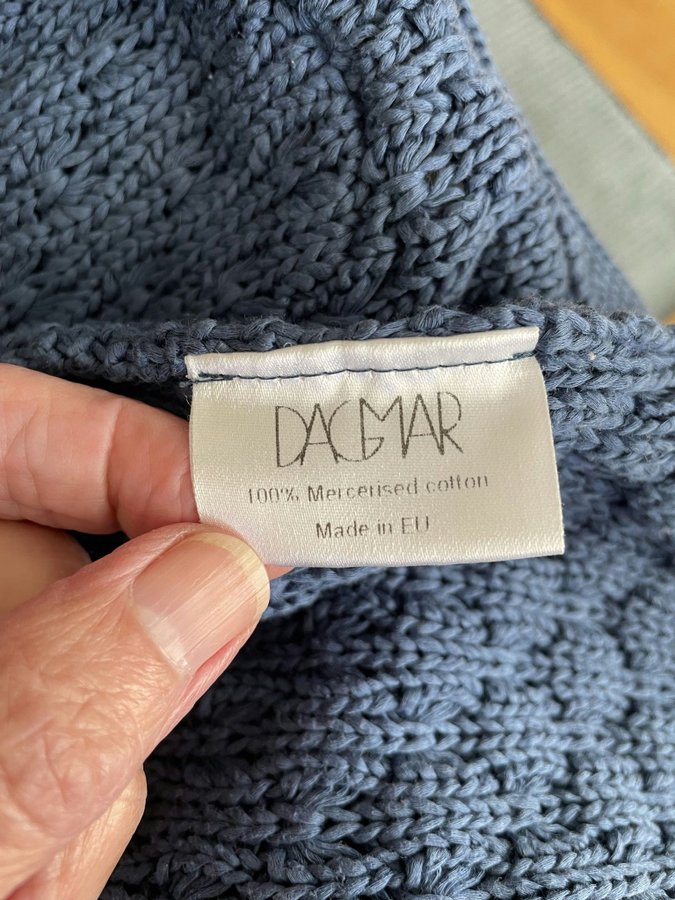 DAGMAR
100% Mercerised cotton
Made in EU